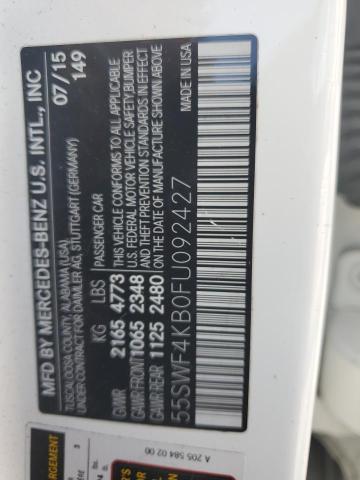 MFD BY MERCEDES-BENZ U.S. INTL., INC
TUSCALOOSA COUNTY, ALABAMA (USA)
UNDER CONTRACT FOR DAIMLER AG, STUTTGART (GERMANY)
07/15
149
KG LBS
GVWR 2165 4773
GAWR FRONT 1065 2348
GAWR REAR 1125 2480
PASSENGER CAR
THIS VEHICLE CONFORMS TO ALL APPLICABLE
U.S. FEDERAL MOTOR VEHICLE SAFETY, BUMPER
AND THEFT PREVENTION STANDARDS IN EFFECT
ON THE DATE OF MANUFACTURE SHOWN ABOVE
MADE IN USA
55SWF4KB0FU092427
A 205 584 02 00